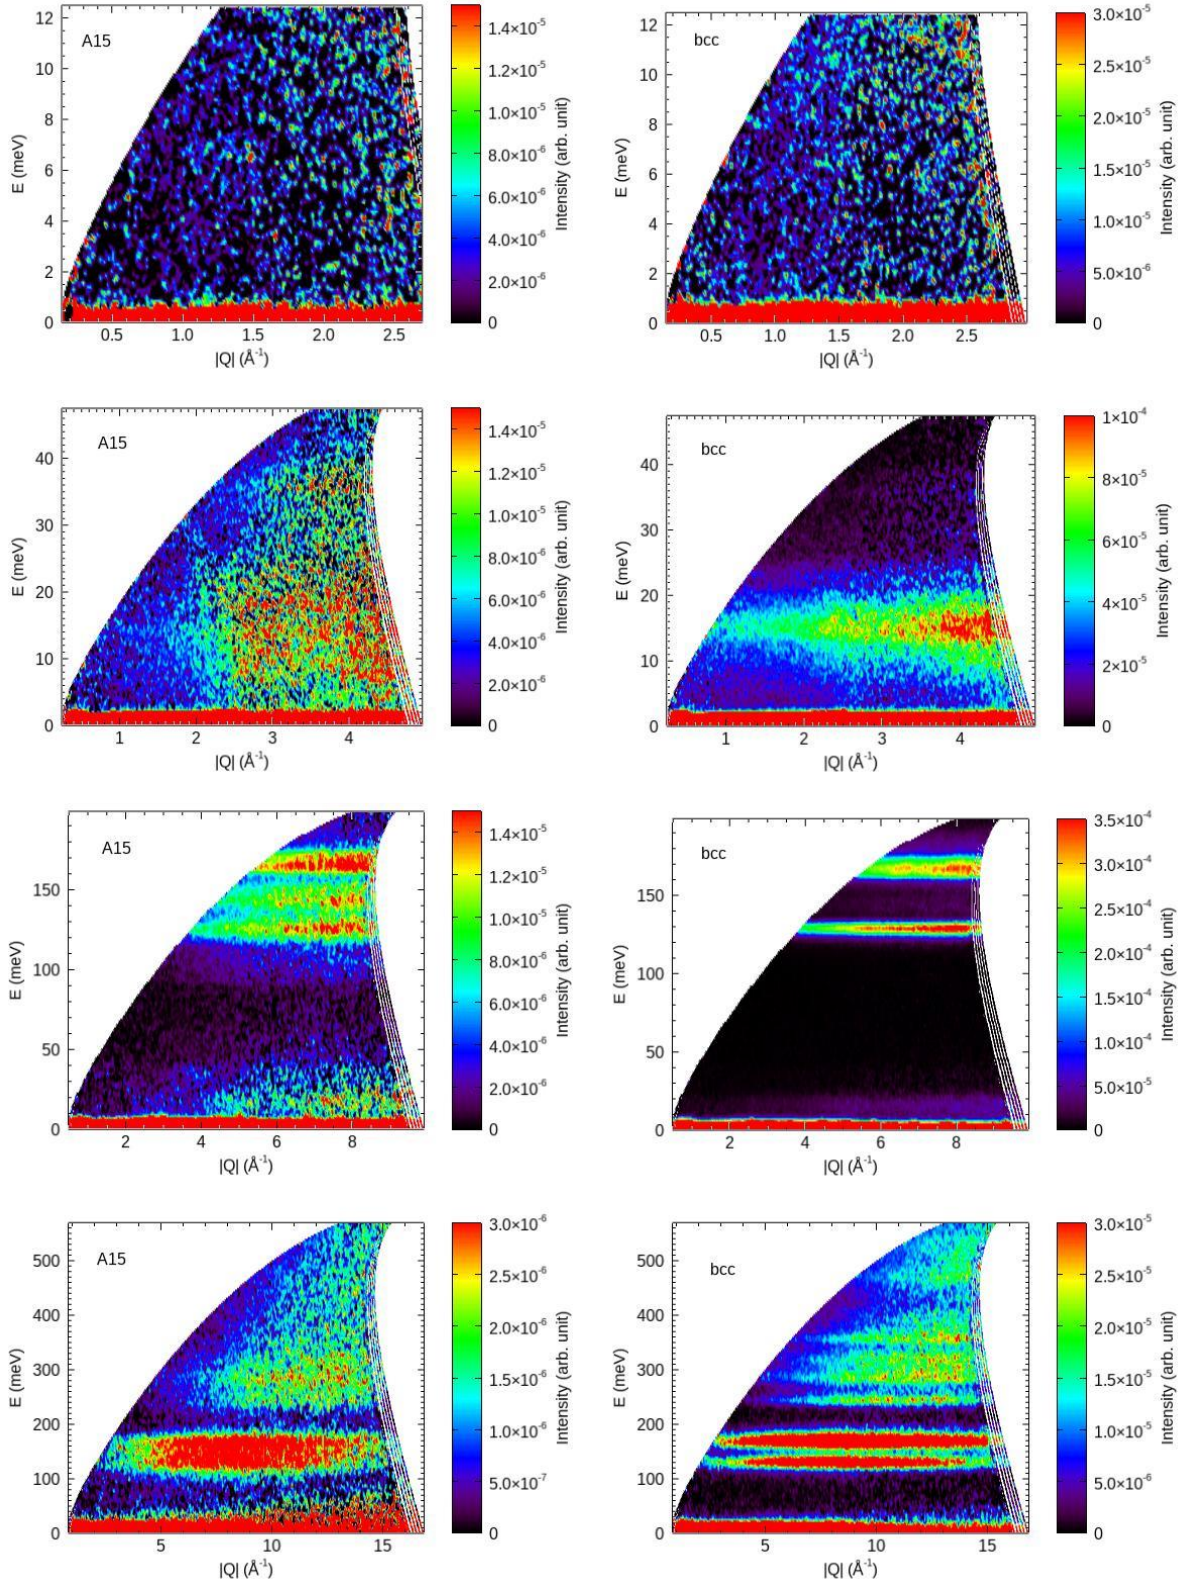 A15
E (meV)
12
10
8
6
4
2
0
0.5 1.0 1.5 2.0 2.5
|Q| (Å⁻¹)
1.4×10⁻⁵
1.2×10⁻⁵
1.0×10⁻⁵
8.0×10⁻⁶
6.0×10⁻⁶
4.0×10⁻⁶
2.0×10⁻⁶
0
Intensity (arb. unit)
bcc
E (meV)
12
10
8
6
4
2
0
0.5 1.0 1.5 2.0 2.5
|Q| (Å⁻¹)
3.0×10⁻⁵
2.5×10⁻⁵
2.0×10⁻⁵
1.5×10⁻⁵
1.0×10⁻⁵
5.0×10⁻⁶
0
Intensity (arb. unit)
A15
E (meV)
40
30
20
10
0
1 2 3 4
|Q| (Å⁻¹)
1.4×10⁻⁵
1.2×10⁻⁵
1.0×10⁻⁵
8.0×10⁻⁶
6.0×10⁻⁶
4.0×10⁻⁶
2.0×10⁻⁶
0
Intensity (arb. unit)
bcc
E (meV)
40
30
20
10
0
1 2 3 4
|Q| (Å⁻¹)
1×10⁻⁴
8×10⁻⁵
6×10⁻⁵
4×10⁻⁵
2×10⁻⁵
0
Intensity (arb. unit)
A15
E (meV)
150
100
50
0
2 4 6 8
|Q| (Å⁻¹)
1.4×10⁻⁵
1.2×10⁻⁵
1.0×10⁻⁵
8.0×10⁻⁶
6.0×10⁻⁶
4.0×10⁻⁶
2.0×10⁻⁶
0
Intensity (arb. unit)
bcc
E (meV)
150
100
50
0
2 4 6 8
|Q| (Å⁻¹)
3.5×10⁻⁴
3.0×10⁻⁴
2.5×10⁻⁴
2.0×10⁻⁴
1.5×10⁻⁴
1.0×10⁻⁴
5.0×10⁻⁵
0
Intensity (arb. unit)
A15
E (meV)
500
400
300
200
100
0
5 10 15
|Q| (Å⁻¹)
3.0×10⁻⁶
2.5×10⁻⁶
2.0×10⁻⁶
1.5×10⁻⁶
1.0×10⁻⁶
5.0×10⁻⁷
0
Intensity (arb. unit)
bcc
E (meV)
500
400
300
200
100
0
5 10 15
|Q| (Å⁻¹)
3.0×10⁻⁵
2.5×10⁻⁵
2.0×10⁻⁵
1.5×10⁻⁵
1.0×10⁻⁵
5.0×10⁻⁶
0
Intensity (arb. unit)